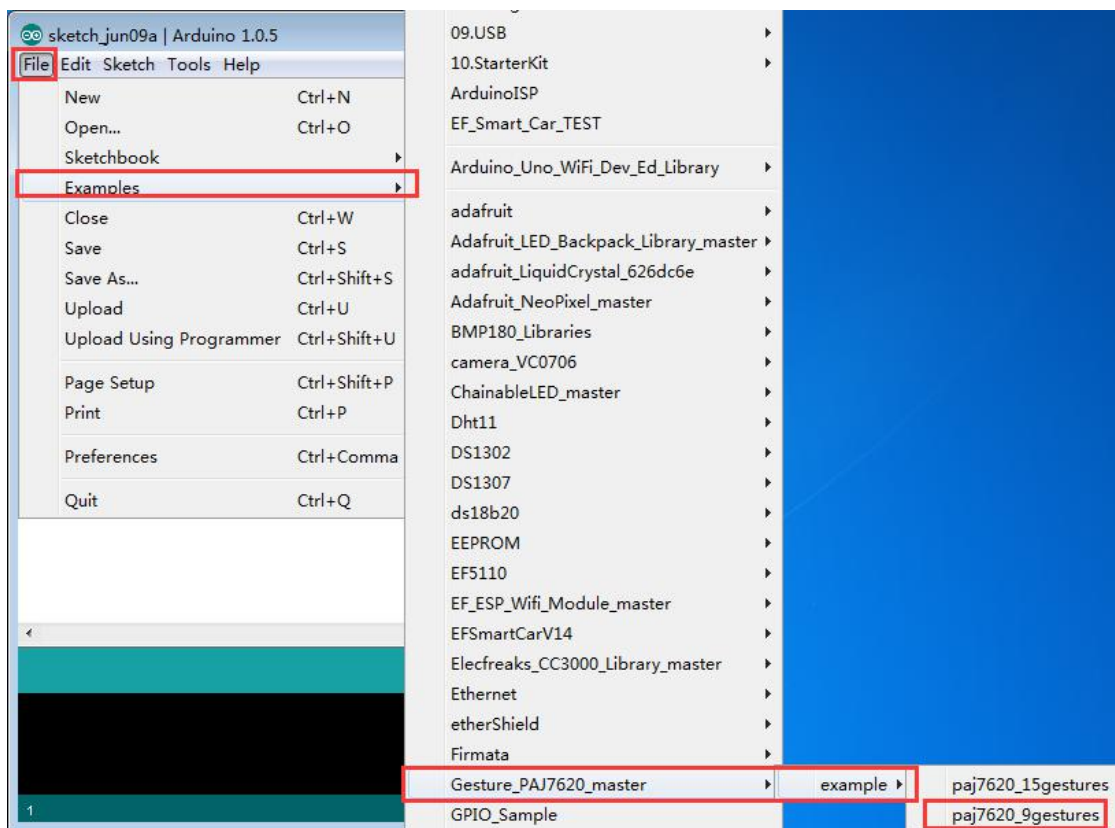 sketch_jun09a | Arduino 1.0.5
File Edit Sketch Tools Help
New Ctrl+N
Open... Ctrl+O
Sketchbook
Examples
Close Ctrl+W
Save Ctrl+S
Save As... Ctrl+Shift+S
Upload Ctrl+U
Upload Using Programmer Ctrl+Shift+U
Page Setup Ctrl+Shift+P
Print Ctrl+P
Preferences Ctrl+Comma
Quit Ctrl+Q
1
09.USB
10.StarterKit
ArduinoISP
EF_Smart_Car_TEST
Arduino_Uno_WiFi_Dev_Ed_Library
adafruit
Adafruit_LED_Backpack_Library_master
adafruit_LiquidCrystal_626dc6e
Adafruit_NeoPixel_master
BMP180_Libraries
camera_VC0706
ChainableLED_master
Dht11
DS1302
DS1307
ds18b20
EEPROM
EF5110
EF_ESP_Wifi_Module_master
EFSmartCarV14
Elecfreaks_CC3000_Library_master
Ethernet
etherShield
Firmata
Gesture_PAJ7620_master
GPIO_Sample
example
paj7620_15gestures
paj7620_9gestures